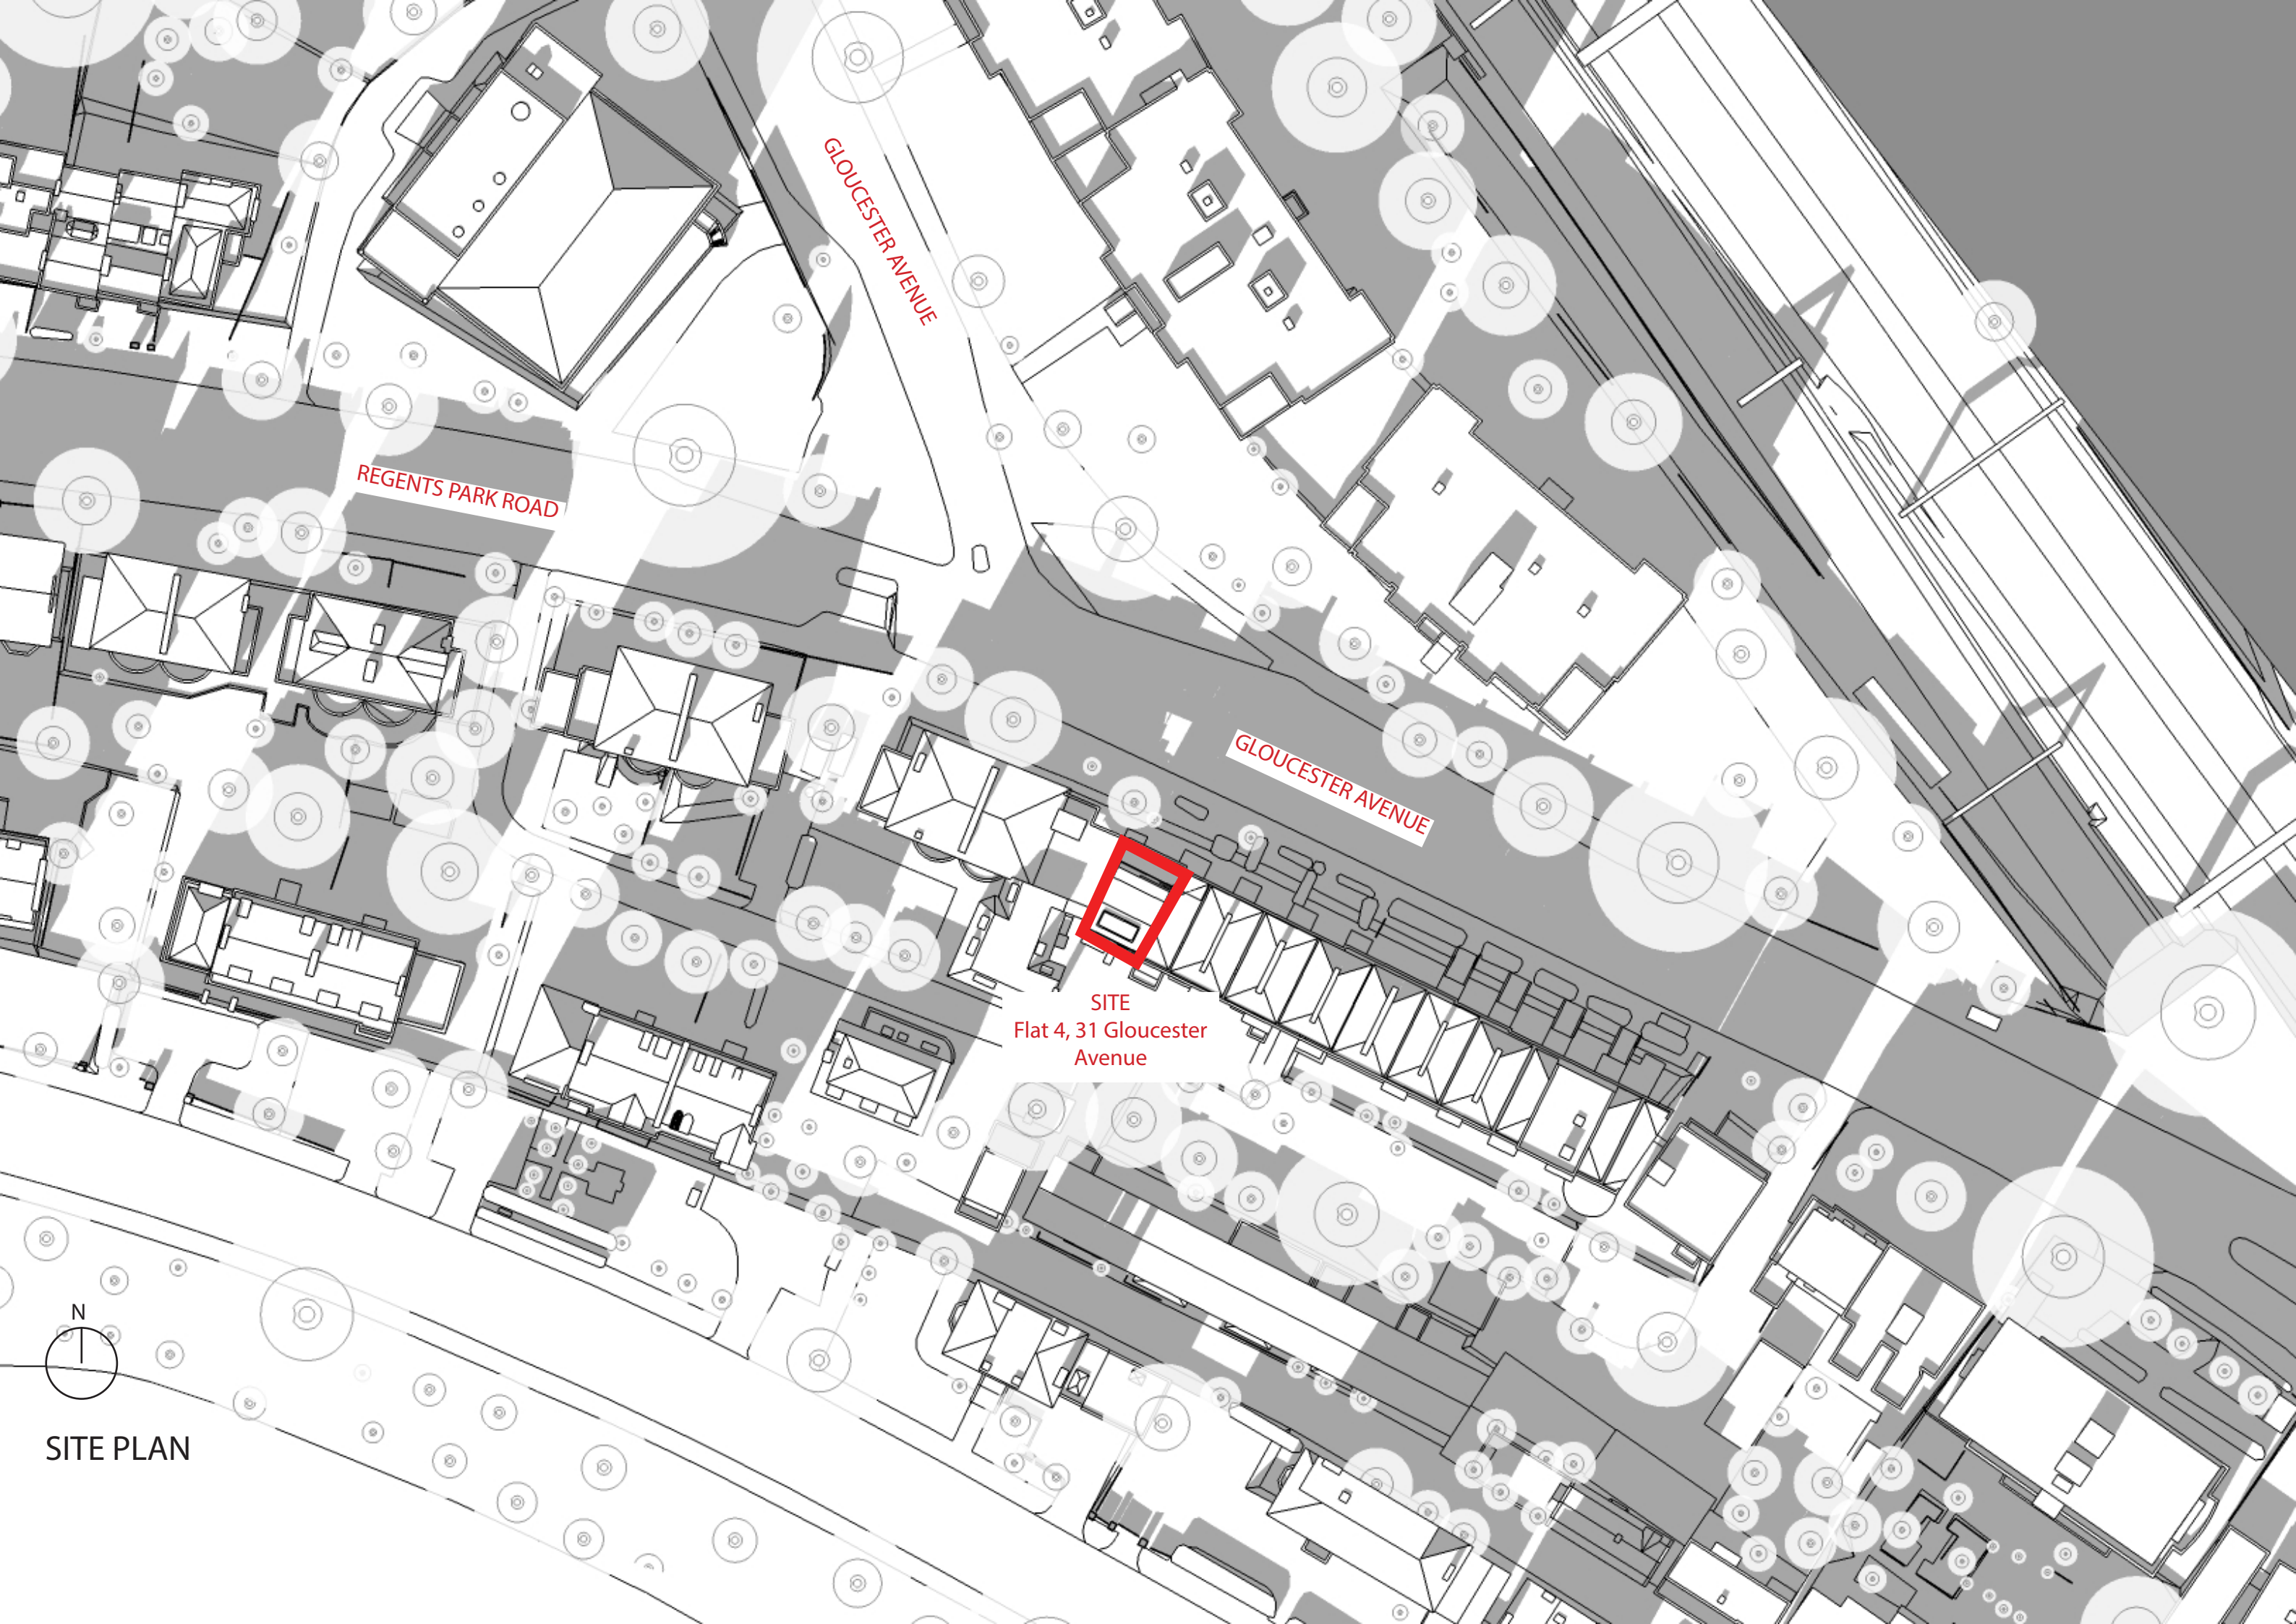 GLOUCESTER AVENUE
REGENTS PARK ROAD
GLOUCESTER AVENUE
SITE
Flat 4, 31 Gloucester
Avenue
N
SITE PLAN